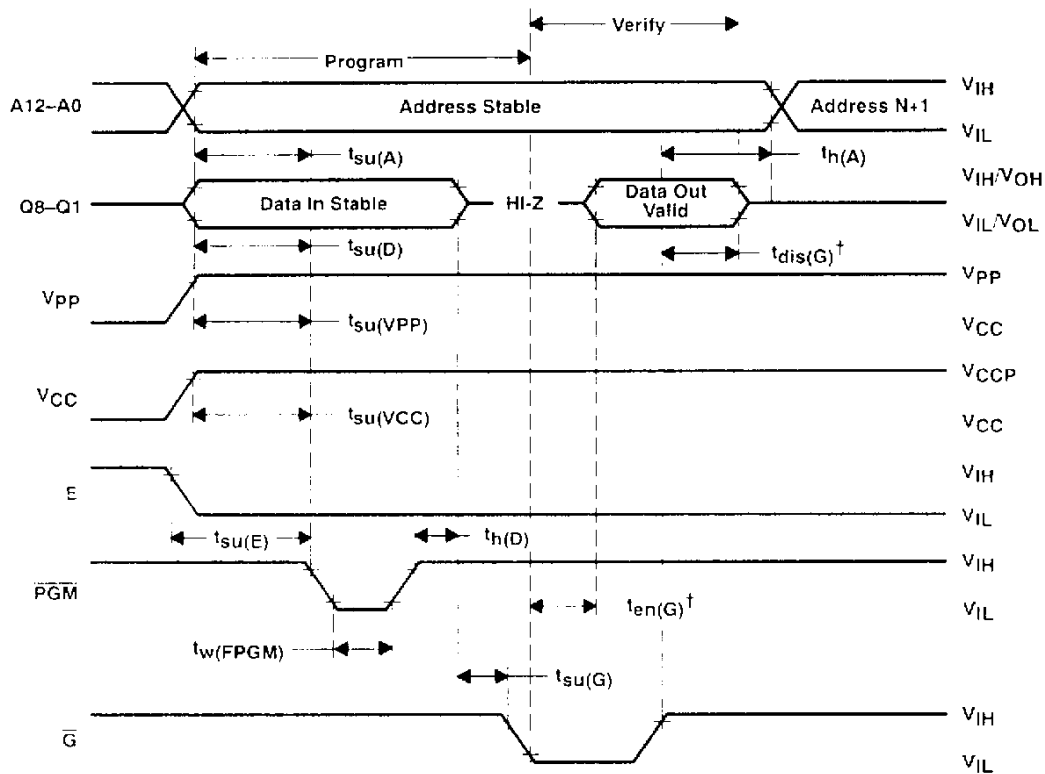 Verify
Program
A12–A0
Address Stable
Address N+1
VIH
VIL
tsu(A)
th(A)
Q8–Q1
Data In Stable
HI-Z
Data Out
Valid
VIH/VOH
VIL/VOL
tsu(D)
tdis(G)†
VPP
VPP
tsu(VPP)
VCC
VCC
VCCP
tsu(VCC)
VCC
E
VIH
VIL
tsu(E)
th(D)
PGM
VIH
ten(G)†
VIL
tw(FPGM)
tsu(G)
G
VIH
VIL